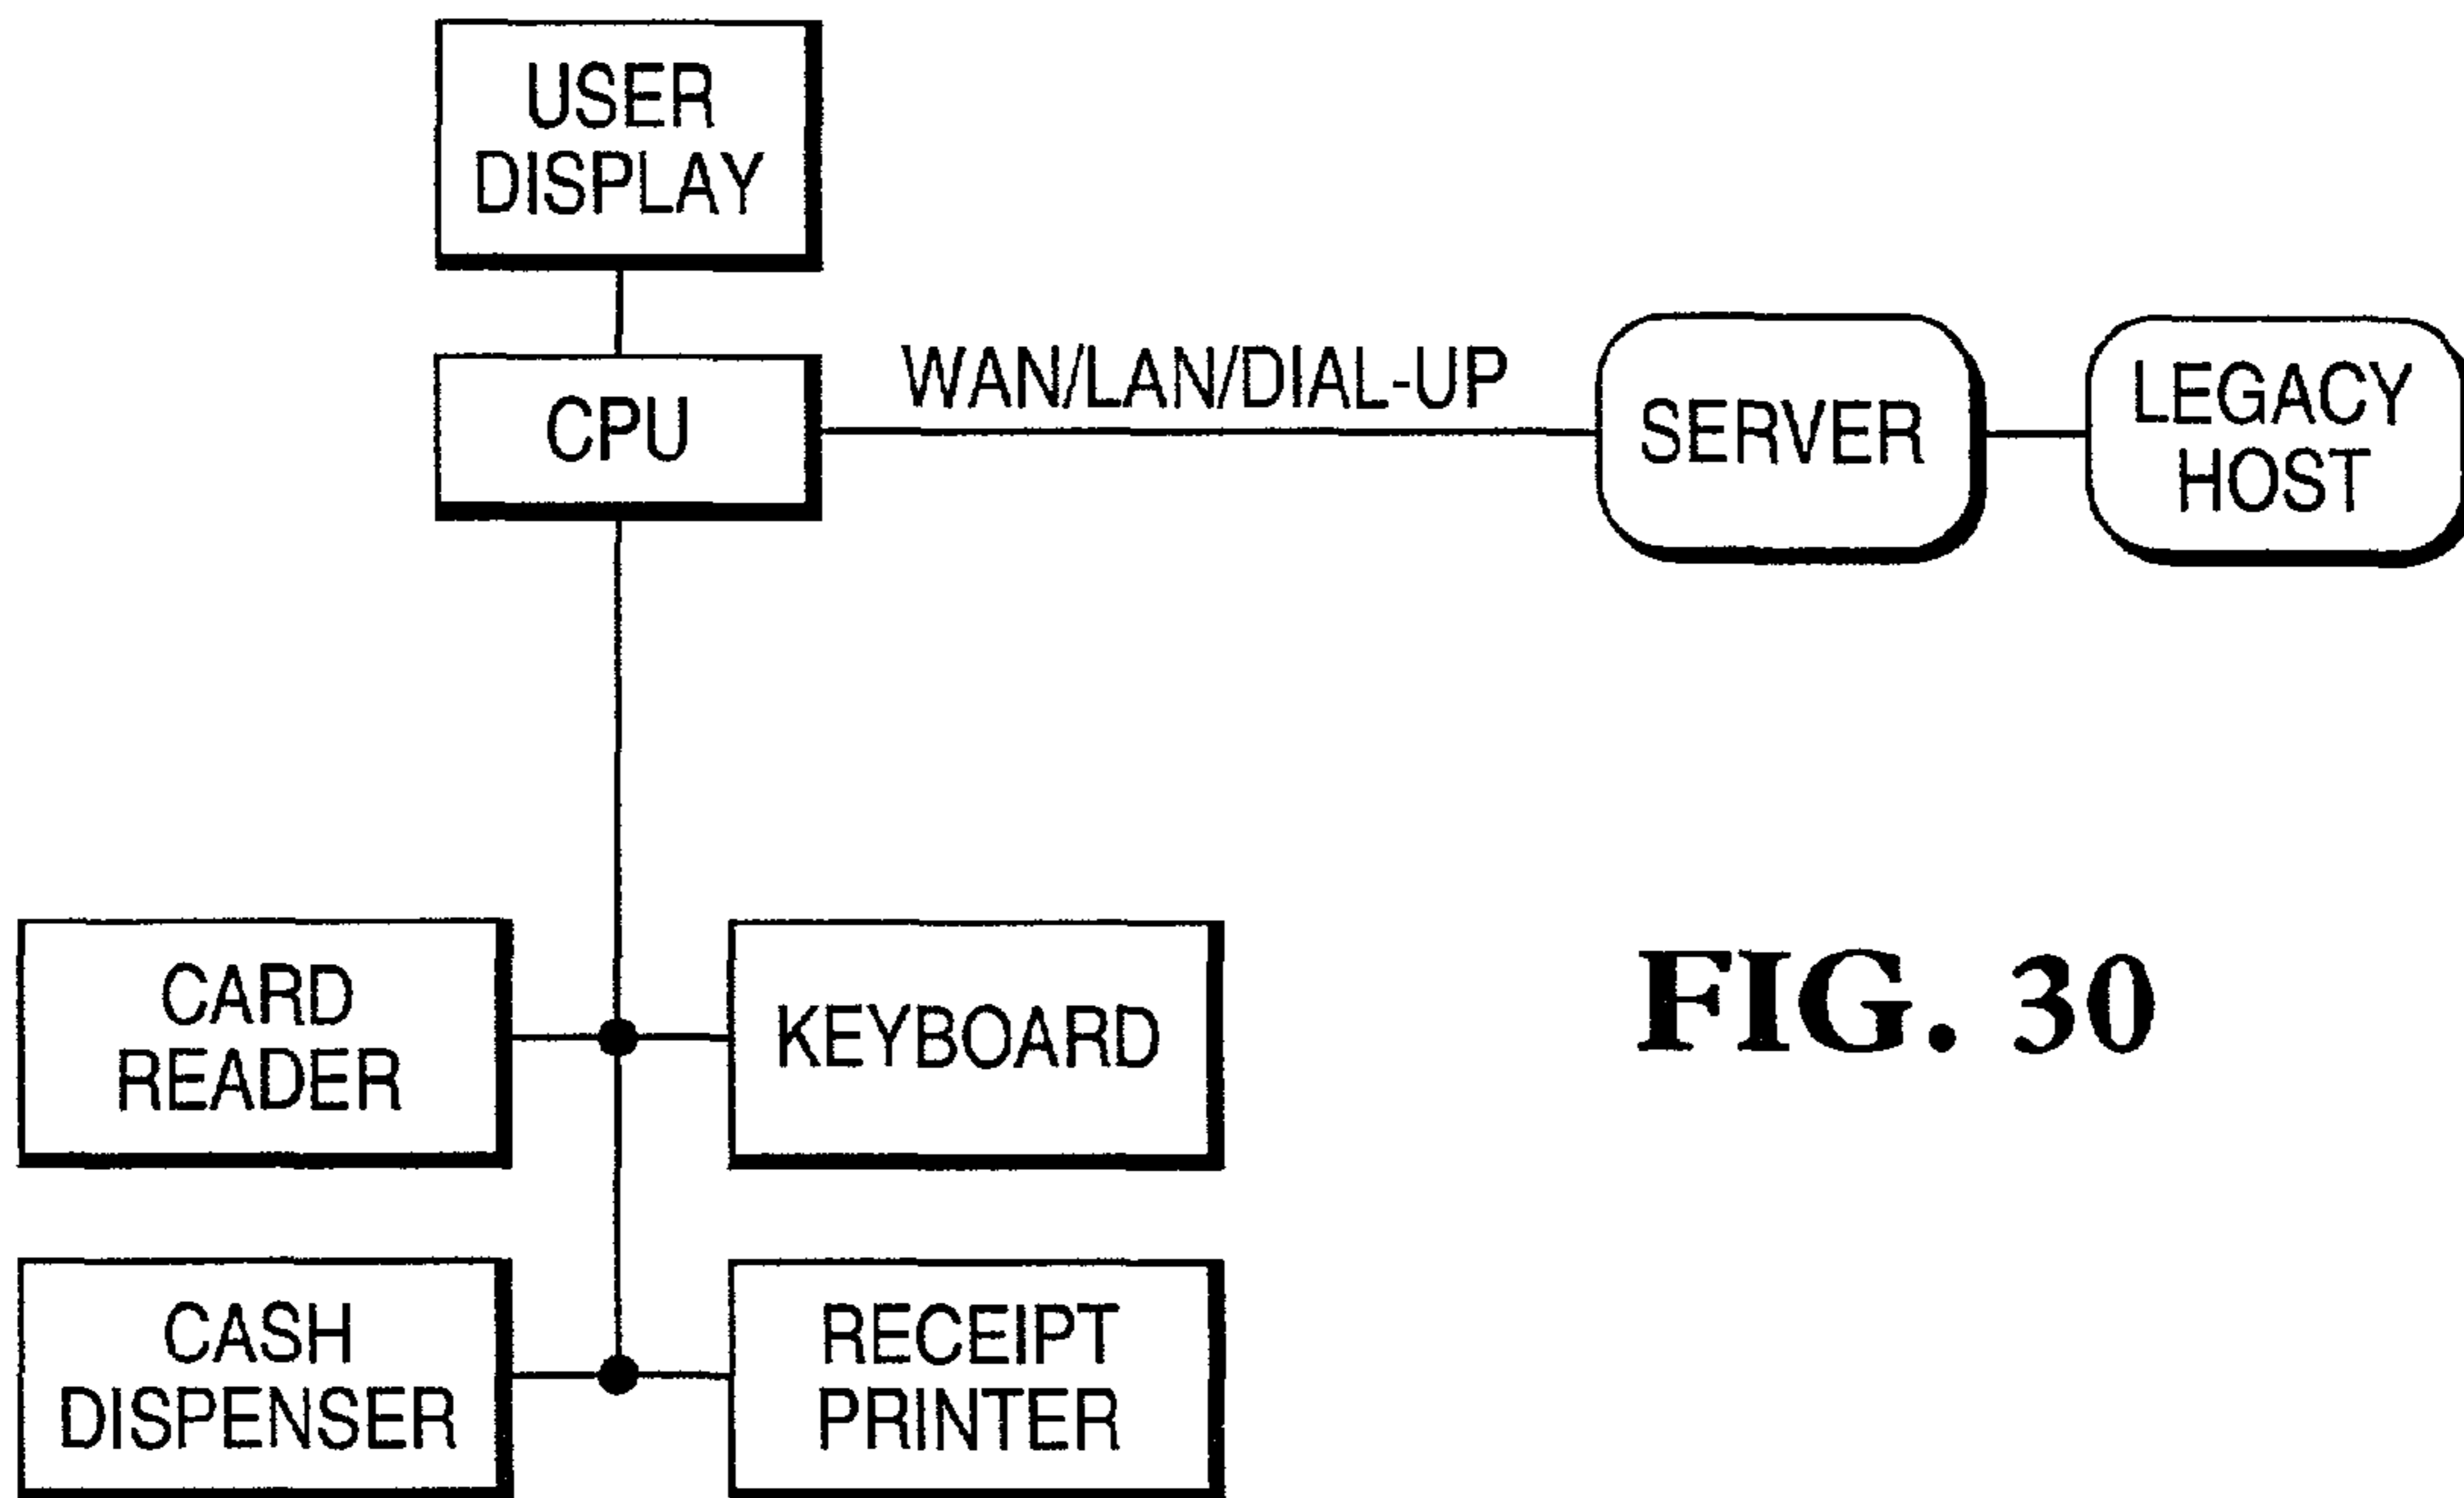 USER
DISPLAY
CPU
WAN/LAN/DIAL-UP
SERVER
LEGACY
HOST
CARD
READER
KEYBOARD
FIG. 30
CASH
DISPENSER
RECEIPT
PRINTER